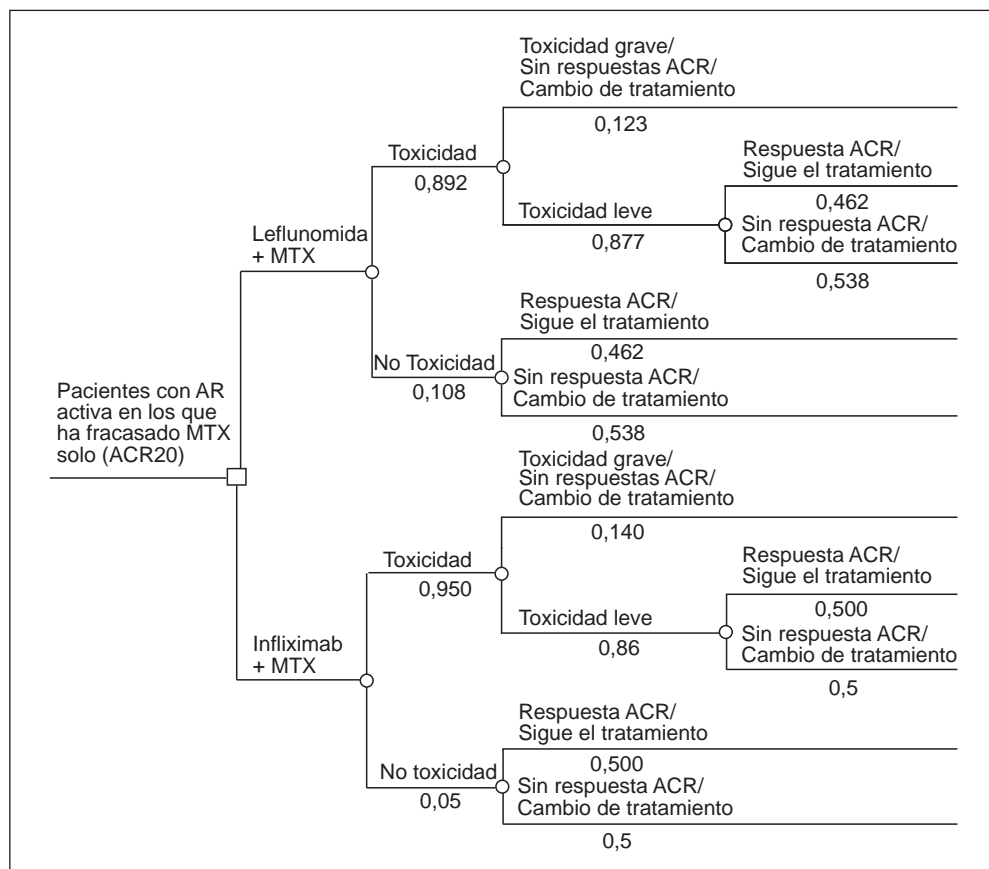 Toxicidad grave/
Sin respuestas ACR/
Cambio de tratamiento
0,123
Toxicidad
0,892
Respuesta ACR/
Sigue el tratamiento
0,462
Toxicidad leve
0,877
Sin respuesta ACR/
Cambio de tratamiento
0,538
Leflunomida
+ MTX
Respuesta ACR/
Sigue el tratamiento
0,462
No Toxicidad
0,108
Sin respuesta ACR/
Cambio de tratamiento
0,538
Pacientes con AR
activa en los que
ha fracasado MTX
solo (ACR20)
Toxicidad grave/
Sin respuestas ACR/
Cambio de tratamiento
0,140
Toxicidad
0,950
Respuesta ACR/
Sigue el tratamiento
0,500
Toxicidad leve
0,86
Sin respuesta ACR/
Cambio de tratamiento
0,5
Infliximab
+ MTX
Respuesta ACR/
Sigue el tratamiento
0,500
No toxicidad
0,05
Sin respuesta ACR/
Cambio de tratamiento
0,5